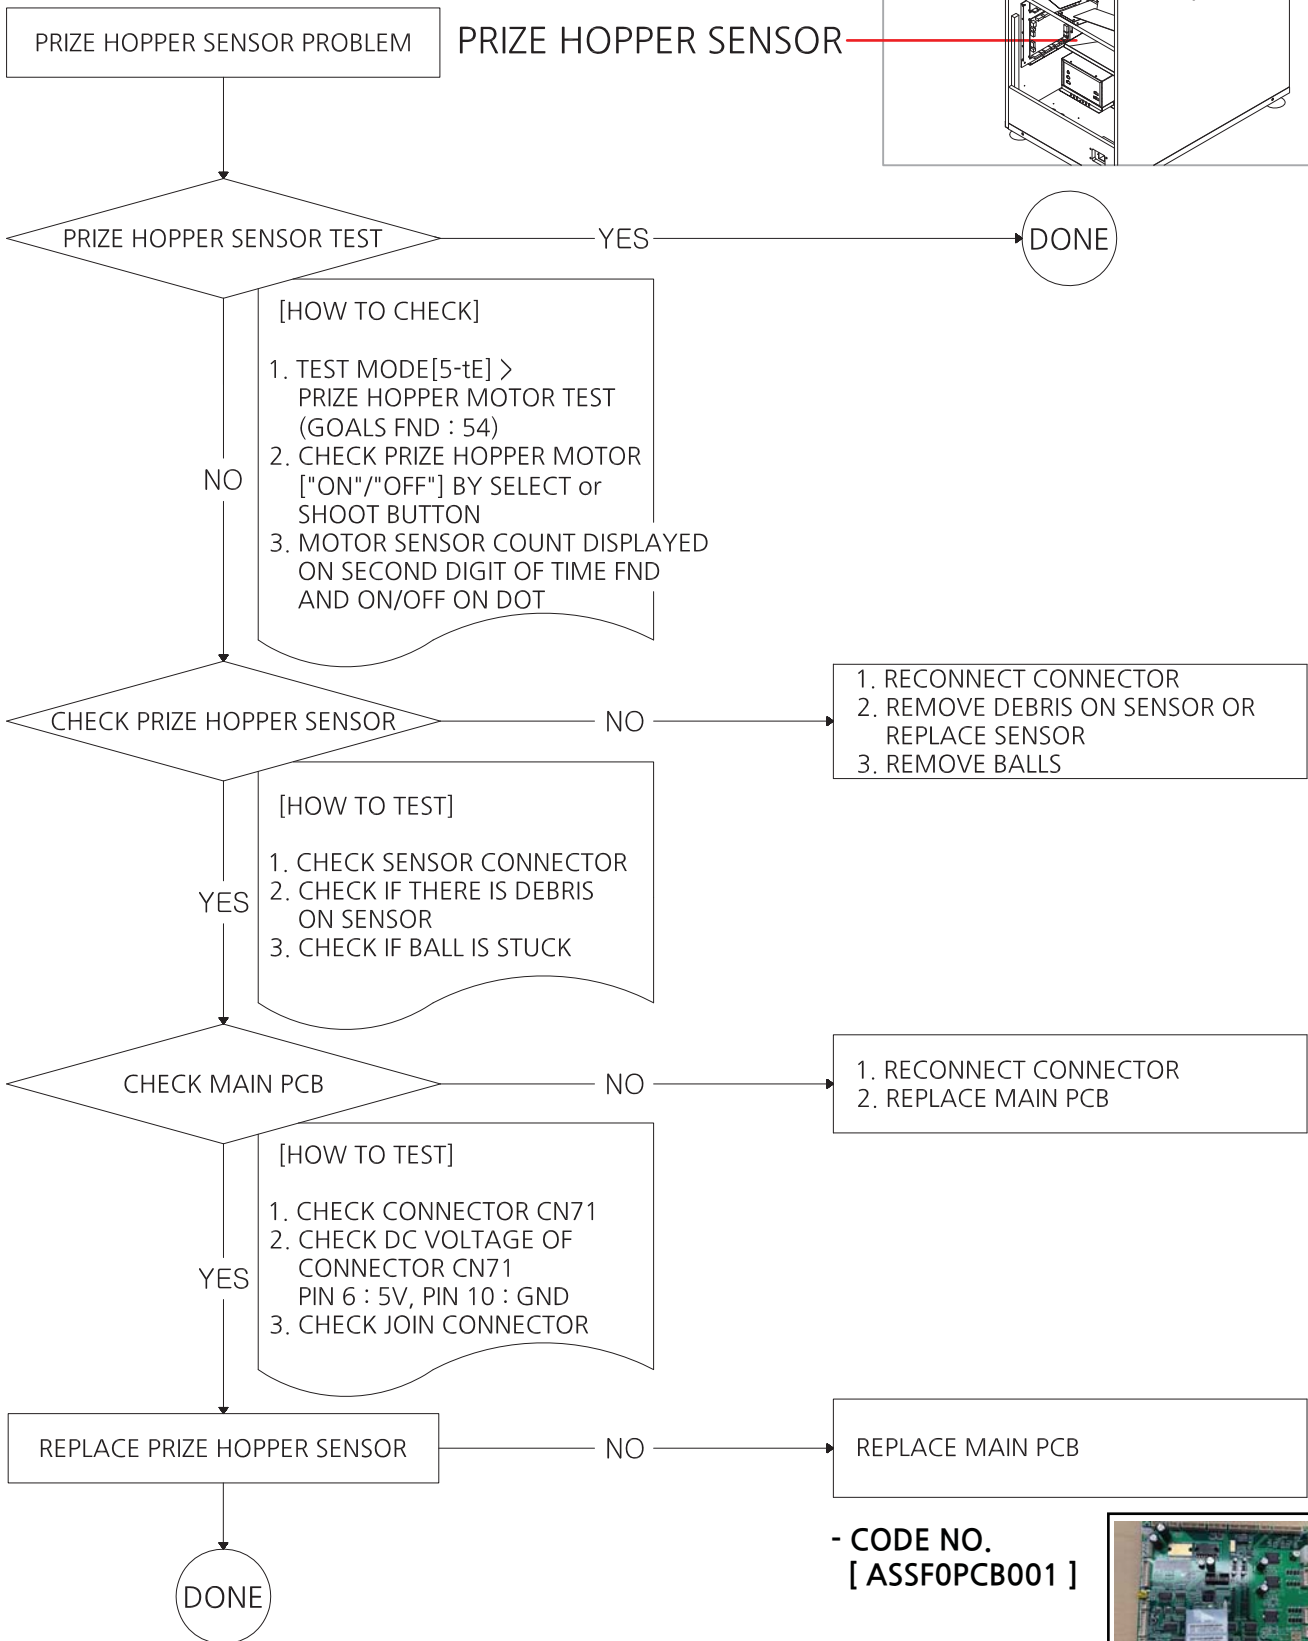 PRIZE HOPPER SENSOR PROBLEM
PRIZE HOPPER SENSOR
PRIZE HOPPER SENSOR TEST
YES
DONE
[HOW TO CHECK]
1. TEST MODE[5-tE] >
PRIZE HOPPER MOTOR TEST
(GOALS FND : 54)
2. CHECK PRIZE HOPPER MOTOR
["ON"/"OFF"] BY SELECT or
SHOOT BUTTON
3. MOTOR SENSOR COUNT DISPLAYED
ON SECOND DIGIT OF TIME FND
AND ON/OFF ON DOT
NO
CHECK PRIZE HOPPER SENSOR
NO
1. RECONNECT CONNECTOR
2. REMOVE DEBRIS ON SENSOR OR
REPLACE SENSOR
3. REMOVE BALLS
[HOW TO TEST]
1. CHECK SENSOR CONNECTOR
2. CHECK IF THERE IS DEBRIS
ON SENSOR
3. CHECK IF BALL IS STUCK
YES
CHECK MAIN PCB
NO
1. RECONNECT CONNECTOR
2. REPLACE MAIN PCB
[HOW TO TEST]
1. CHECK CONNECTOR CN71
2. CHECK DC VOLTAGE OF
CONNECTOR CN71
PIN 6 : 5V, PIN 10 : GND
3. CHECK JOIN CONNECTOR
YES
REPLACE PRIZE HOPPER SENSOR
NO
REPLACE MAIN PCB
- CODE NO.
[ ASSF0PCB001 ]
DONE